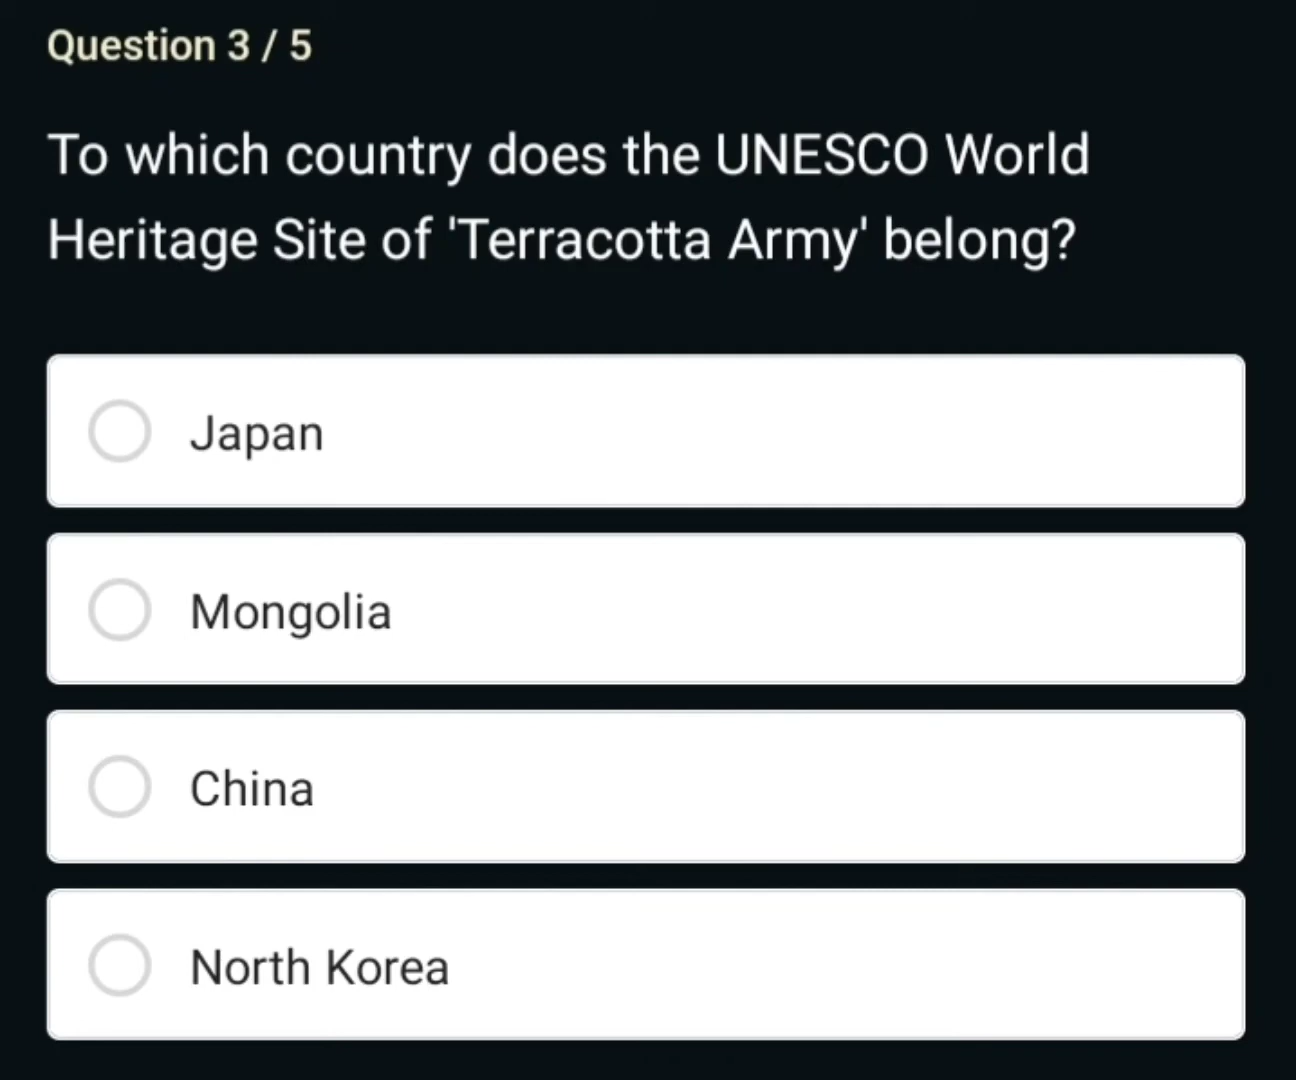 Question 3 / 5
To which country does the UNESCO World
Heritage Site of 'Terracotta Army' belong?
Japan
Mongolia
China
North Korea